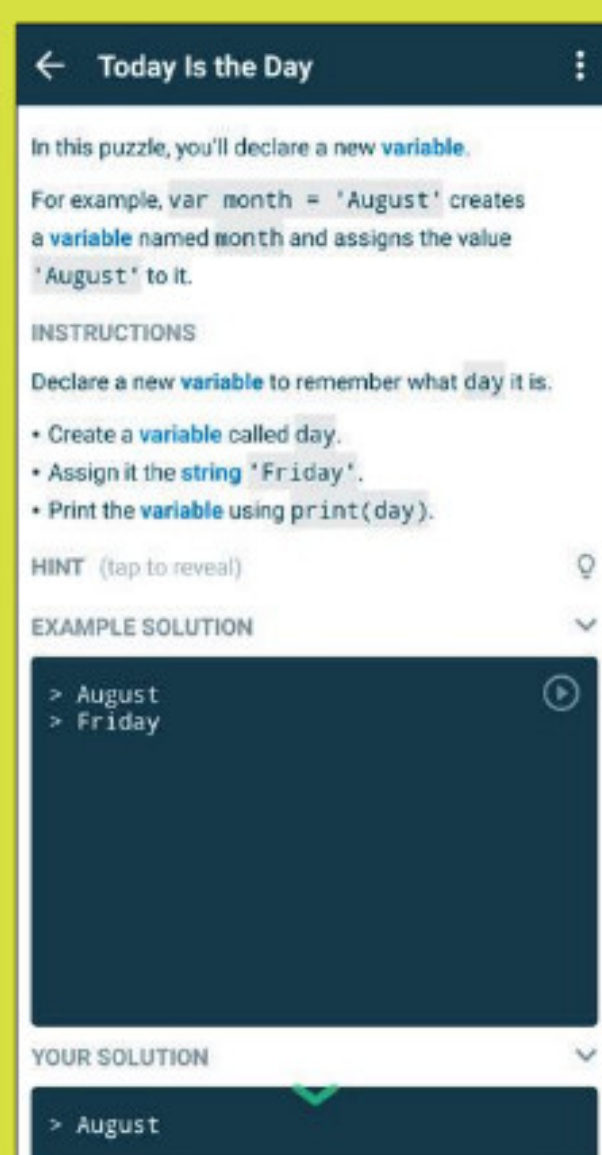 Today Is the Day
In this puzzle, you'll declare a new variable.
For example, var month = 'August' creates
a variable named month and assigns the value
'August' to it.
INSTRUCTIONS
Declare a new variable to remember what day it is.
• Create a variable called day.
• Assign it the string 'Friday'.
• Print the variable using print(day).
HINT (tap to reveal)
EXAMPLE SOLUTION
> August
> Friday
YOUR SOLUTION
> August